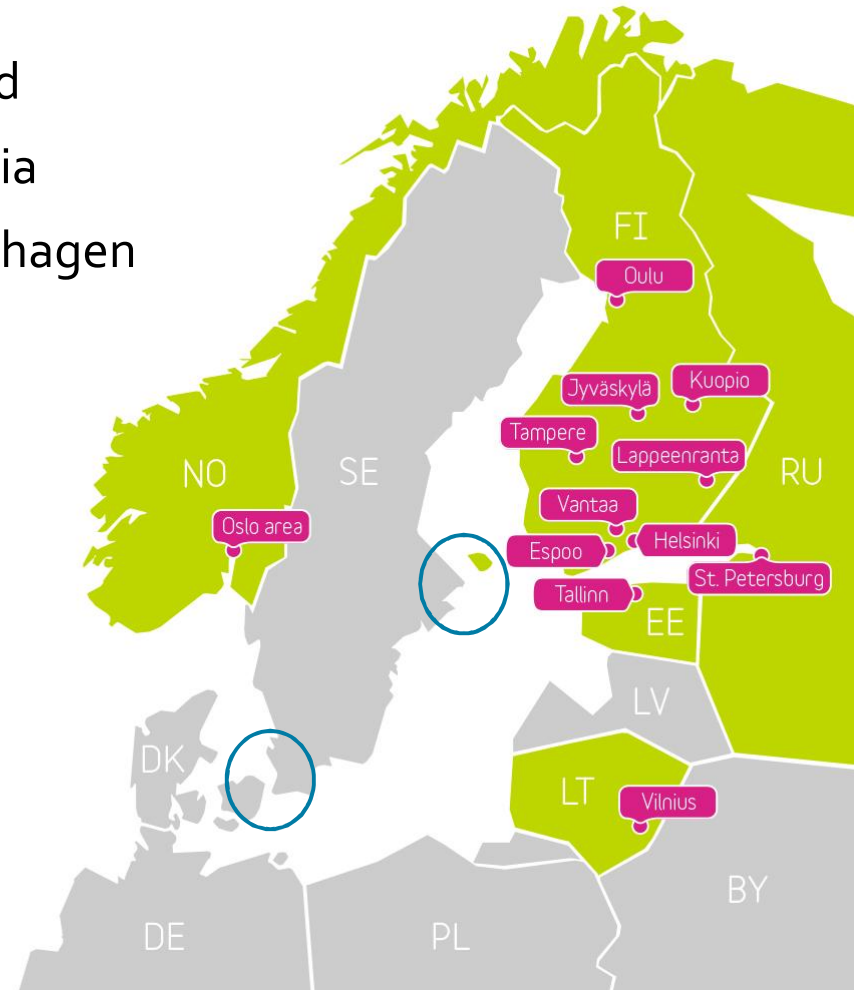 d
ia
hagen
FI
Oulu
Jyväskylä
Kuopio
Tampere
Lappeenranta
NO
SE
RU
Vantaa
Oslo area
Helsinki
Espoo
St. Petersburg
Tallinn
EE
LV
DK
LT
Vilnius
BY
DE
PL